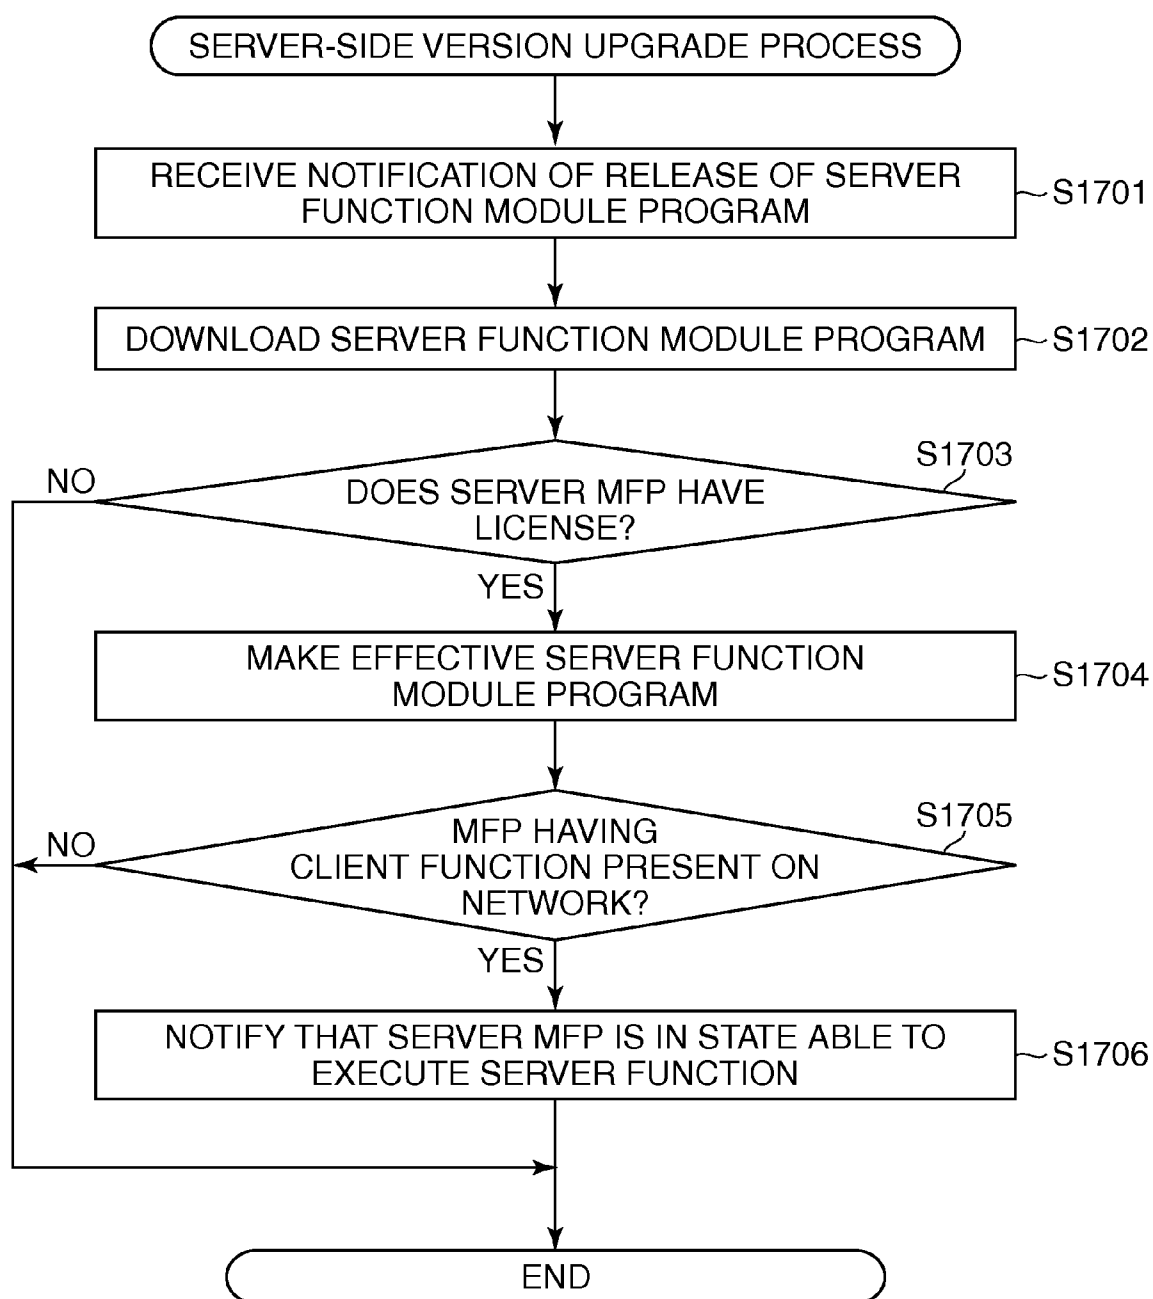 SERVER-SIDE VERSION UPGRADE PROCESS
RECEIVE NOTIFICATION OF RELEASE OF SERVER
FUNCTION MODULE PROGRAM
S1701
DOWNLOAD SERVER FUNCTION MODULE PROGRAM
S1702
S1703
NO
DOES SERVER MFP HAVE
LICENSE?
YES
MAKE EFFECTIVE SERVER FUNCTION
MODULE PROGRAM
S1704
S1705
NO
MFP HAVING
CLIENT FUNCTION PRESENT ON
NETWORK?
YES
NOTIFY THAT SERVER MFP IS IN STATE ABLE TO
EXECUTE SERVER FUNCTION
S1706
END